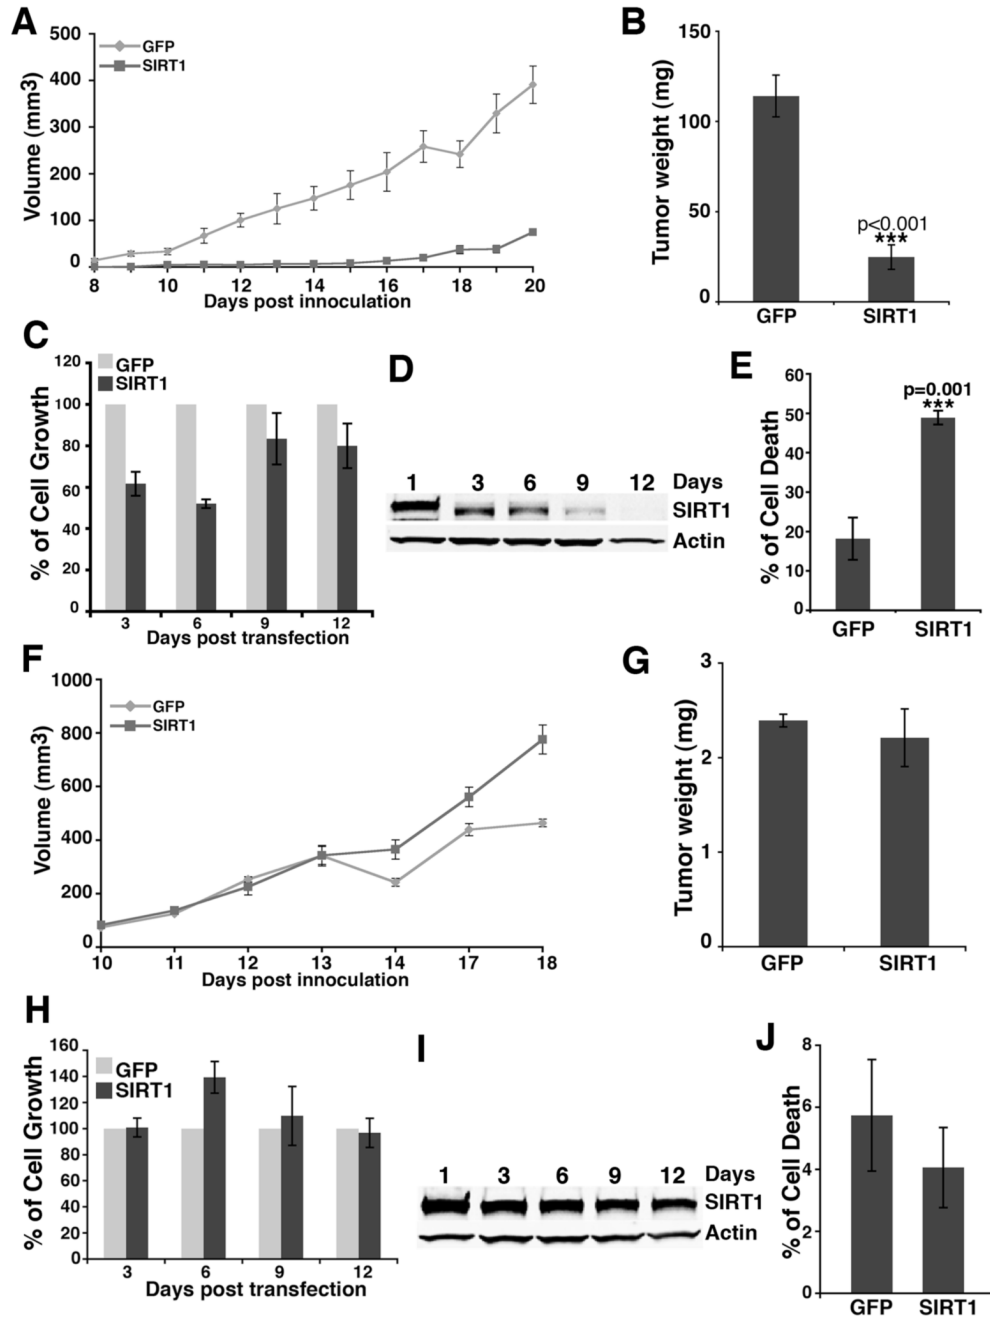 A
Volume (mm3)
500
400
300
200
100
0
GFP
SIRT1
8 10 12 14 16 18 20
Days post innoculation
B
Tumor weight (mg)
150
100
50
0
p<0.001
***
GFP SIRT1
C
% of Cell Growth
120
100
80
60
40
20
0
GFP
SIRT1
3 6 9 12
Days post transfection
D
1 3 6 9 12 Days
SIRT1
Actin
E
% of Cell Death
60
50
40
30
20
10
0
p=0.001
***
GFP SIRT1
F
Volume (mm3)
1000
800
600
400
200
0
GFP
SIRT1
10 11 12 13 14 17 18
Days post innoculation
G
Tumor weight (mg)
3
2
1
0
GFP SIRT1
H
% of Cell Growth
160
140
120
100
80
60
40
20
0
GFP
SIRT1
3 6 9 12
Days post transfection
I
1 3 6 9 12 Days
SIRT1
Actin
J
% of Cell Death
8
6
4
2
0
GFP SIRT1